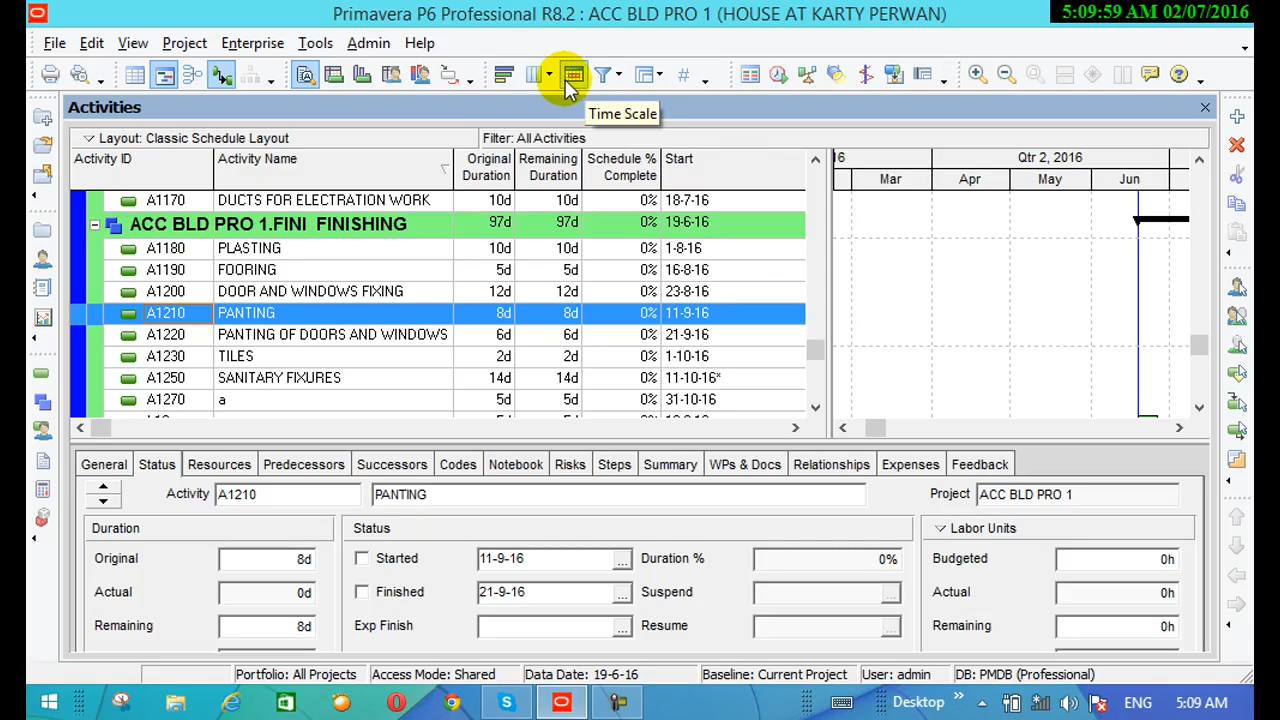 Primavera P6 Professional R8.2 : ACC BLD PRO 1 (HOUSE AT KARTY PERWAN)
5:09:59 AM 02/07/2016
File Edit View Project Enterprise Tools Admin Help
Time Scale
Activities
Layout: Classic Schedule Layout Filter: All Activities
Activity ID Activity Name Original Duration Remaining Duration Schedule % Complete Start
16 Qtr 2, 2016
Mar Apr May Jun
A1170 DUCTS FOR ELECTRATION WORK 10d 10d 0% 18-7-16
ACC BLD PRO 1.FINI FINISHING 97d 97d 0% 19-6-16
A1180 PLASTING 10d 10d 0% 1-8-16
A1190 FOORING 5d 5d 0% 16-8-16
A1200 DOOR AND WINDOWS FIXING 12d 12d 0% 23-8-16
A1210 PANTING 8d 8d 0% 11-9-16
A1220 PANTING OF DOORS AND WINDOWS 6d 6d 0% 21-9-16
A1230 TILES 2d 2d 0% 1-10-16
A1250 SANITARY FIXURES 14d 14d 0% 11-10-16*
A1270 a 5d 5d 0% 31-10-16
General Status Resources Predecessors Successors Codes Notebook Risks Steps Summary WPs & Docs Relationships Expenses Feedback
Activity A1210 PANTING Project ACC BLD PRO 1
Duration Status Labor Units
Original 8d Started 11-9-16 ... Duration % 0% Budgeted 0h
Actual 0d Finished 21-9-16 ... Suspend ... Actual 0h
Remaining 8d Exp Finish ... Resume ... Remaining 0h
Portfolio: All Projects Access Mode: Shared Data Date: 19-6-16 Baseline: Current Project User: admin DB: PMDB (Professional)
Desktop ENG 5:09 AM